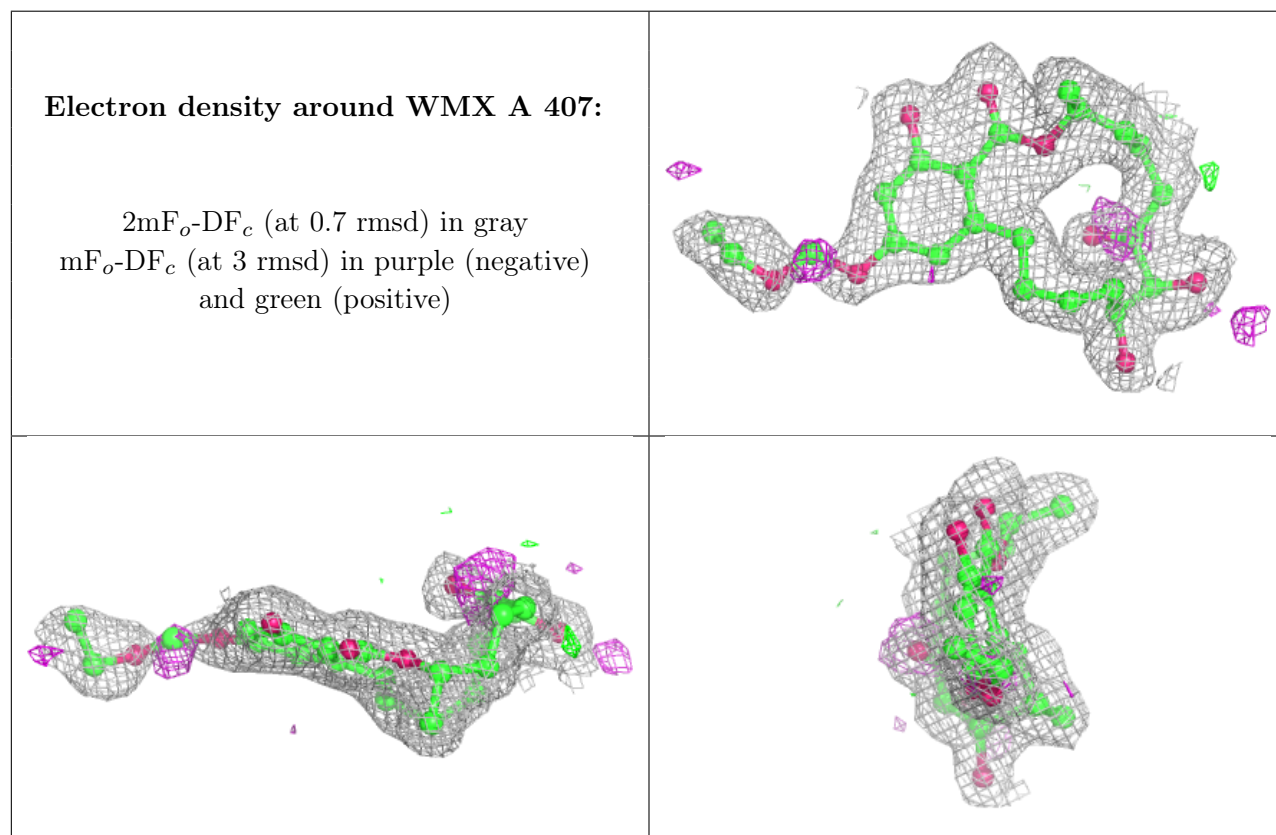 Electron density around WMX A 407:
2mFo-DFc (at 0.7 rmsd) in gray
mFo-DFc (at 3 rmsd) in purple (negative)
and green (positive)